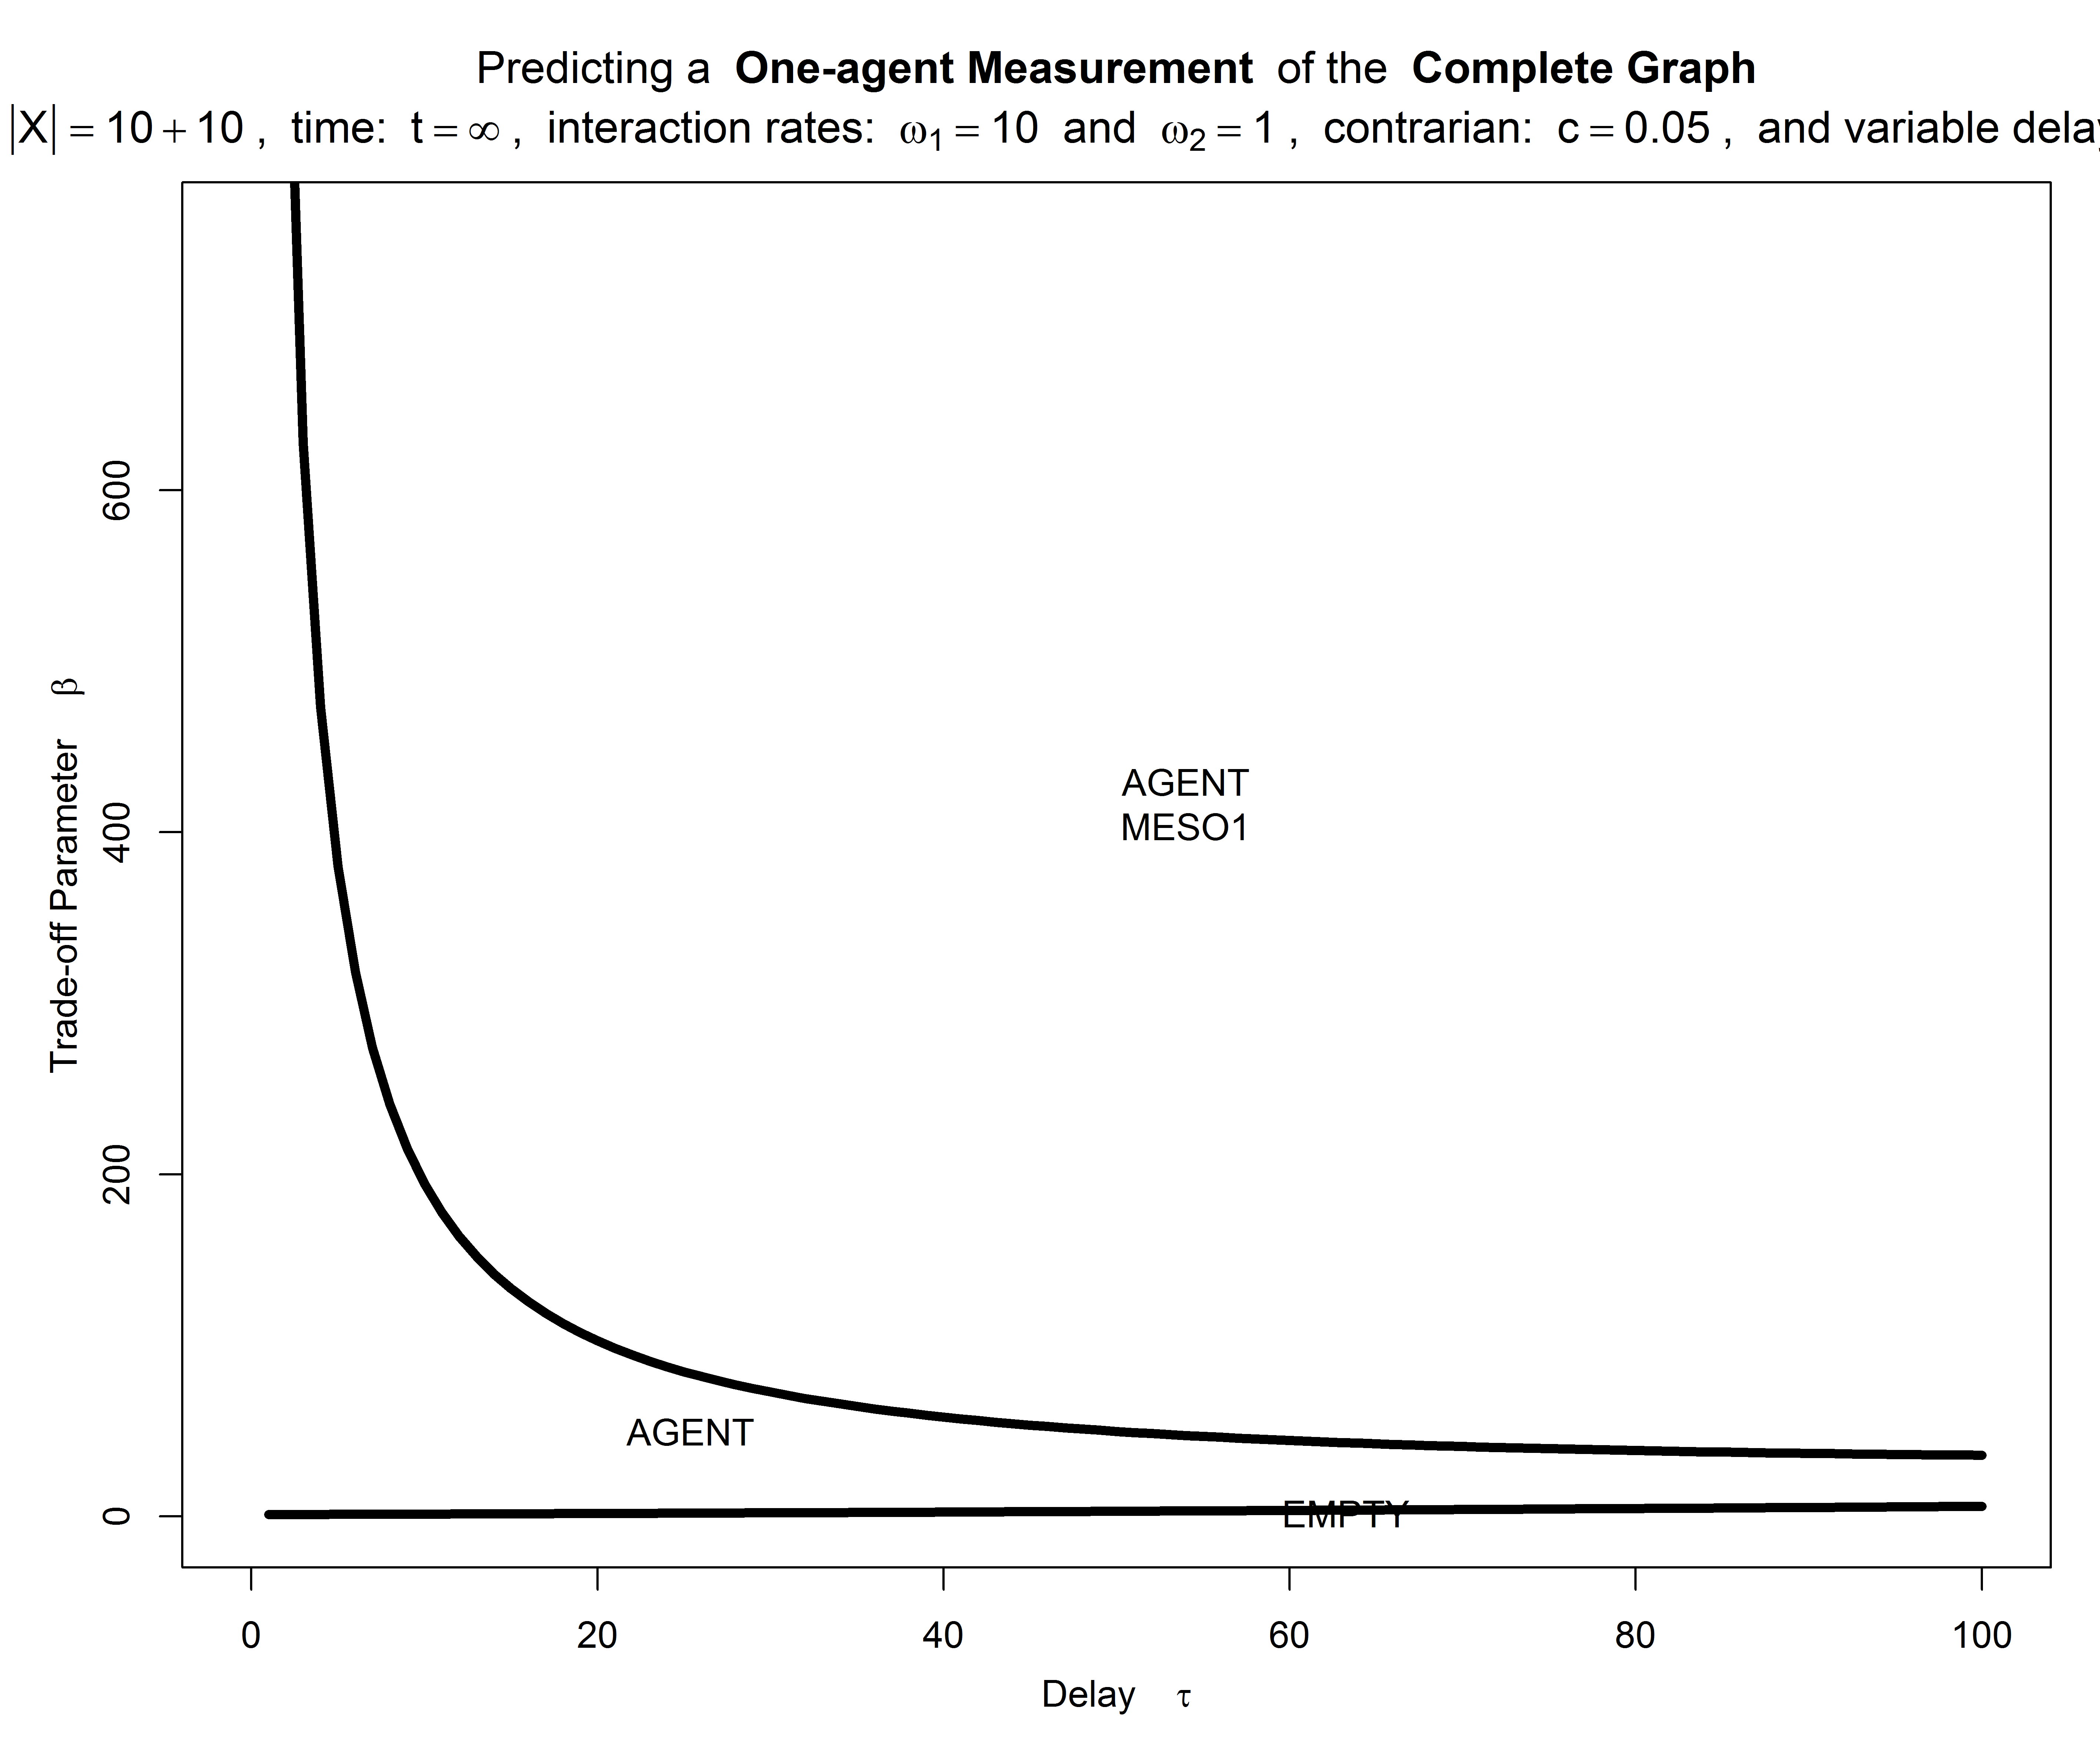 Predicting a One-agent Measurement of the Complete Graph
|X| = 10 + 10 , time: t = ∞ , interaction rates: ω₁ = 10 and ω₂ = 1 , contrarian: c = 0.05 , and variable delay
Trade-off Parameter β
600
400
200
0
AGENT
MESO1
AGENT
EMPTY
0 20 40 60 80 100
Delay τ